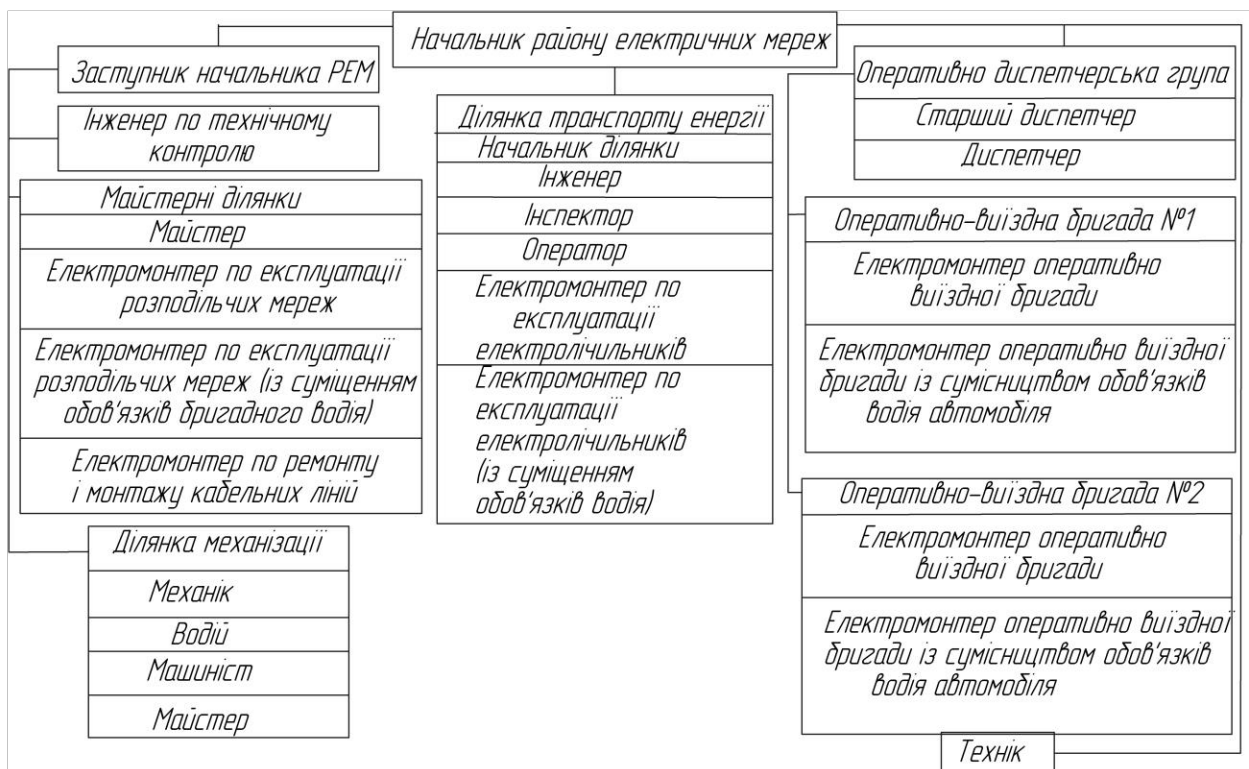 Начальник району електричних мереж
Заступник начальника РЕМ
Інженер по технічному
контролю
Майстерні ділянки
Майстер
Електромонтер по експлуатації
розподільчих мереж
Електромонтер по експлуатації
розподільчих мереж (із суміщенням
обов'язків бригадного водія)
Електромонтер по ремонту
і монтажу кабельних ліній
Ділянка механізації
Механік
Водій
Машиніст
Майстер
Ділянка транспорту енергії
Начальник ділянки
Інженер
Інспектор
Оператор
Електромонтер по
експлуатації
електролічильників
Електромонтер по
експлуатації
електролічильників
(із суміщенням
обов'язків водія)
Оперативно диспетчерська група
Старший диспетчер
Диспетчер
Оперативно-виїздна бригада №1
Електромонтер оперативно
виїздної бригади
Електромонтер оперативно виїздної
бригади із сумісництвом обов'язків
водія автомобіля
Оперативно-виїздна бригада №2
Електромонтер оперативно
виїздної бригади
Електромонтер оперативно виїздної
бригади із сумісництвом обов'язків
водія автомобіля
Технік